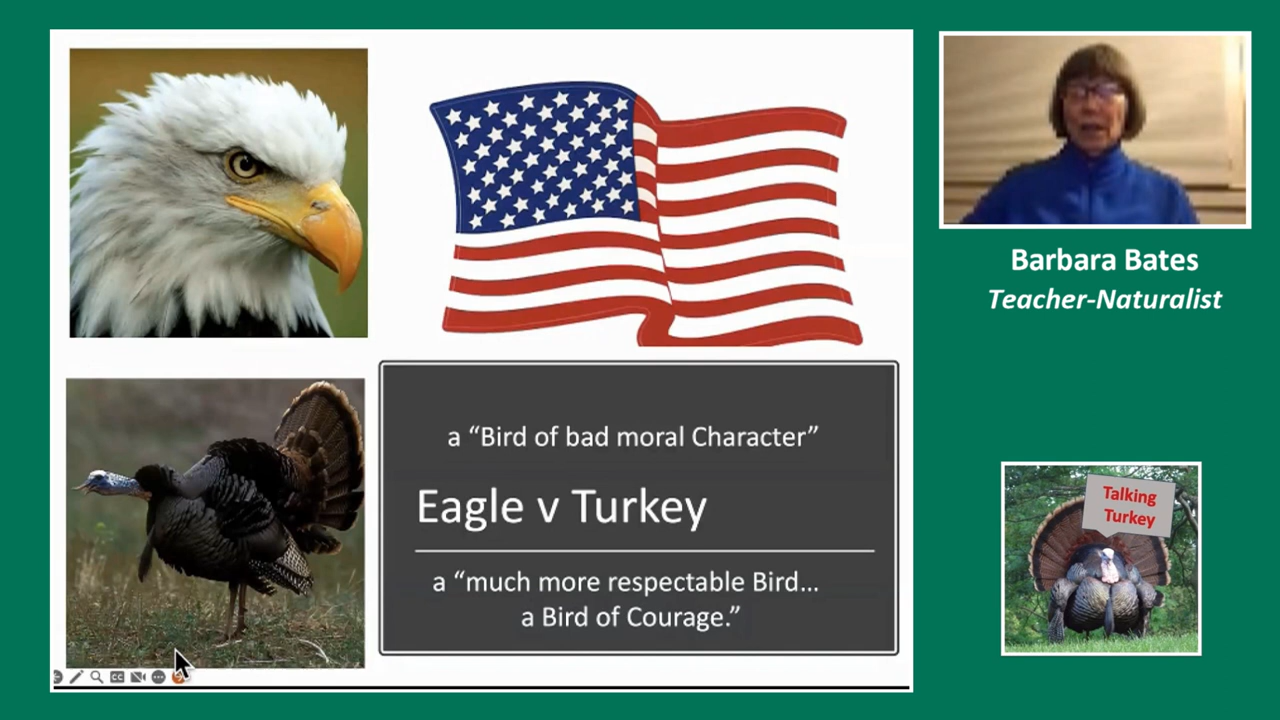 a “Bird of bad moral Character”
Eagle v Turkey
a “much more respectable Bird...
a Bird of Courage.”
Barbara Bates
Teacher-Naturalist
Talking
Turkey
CC